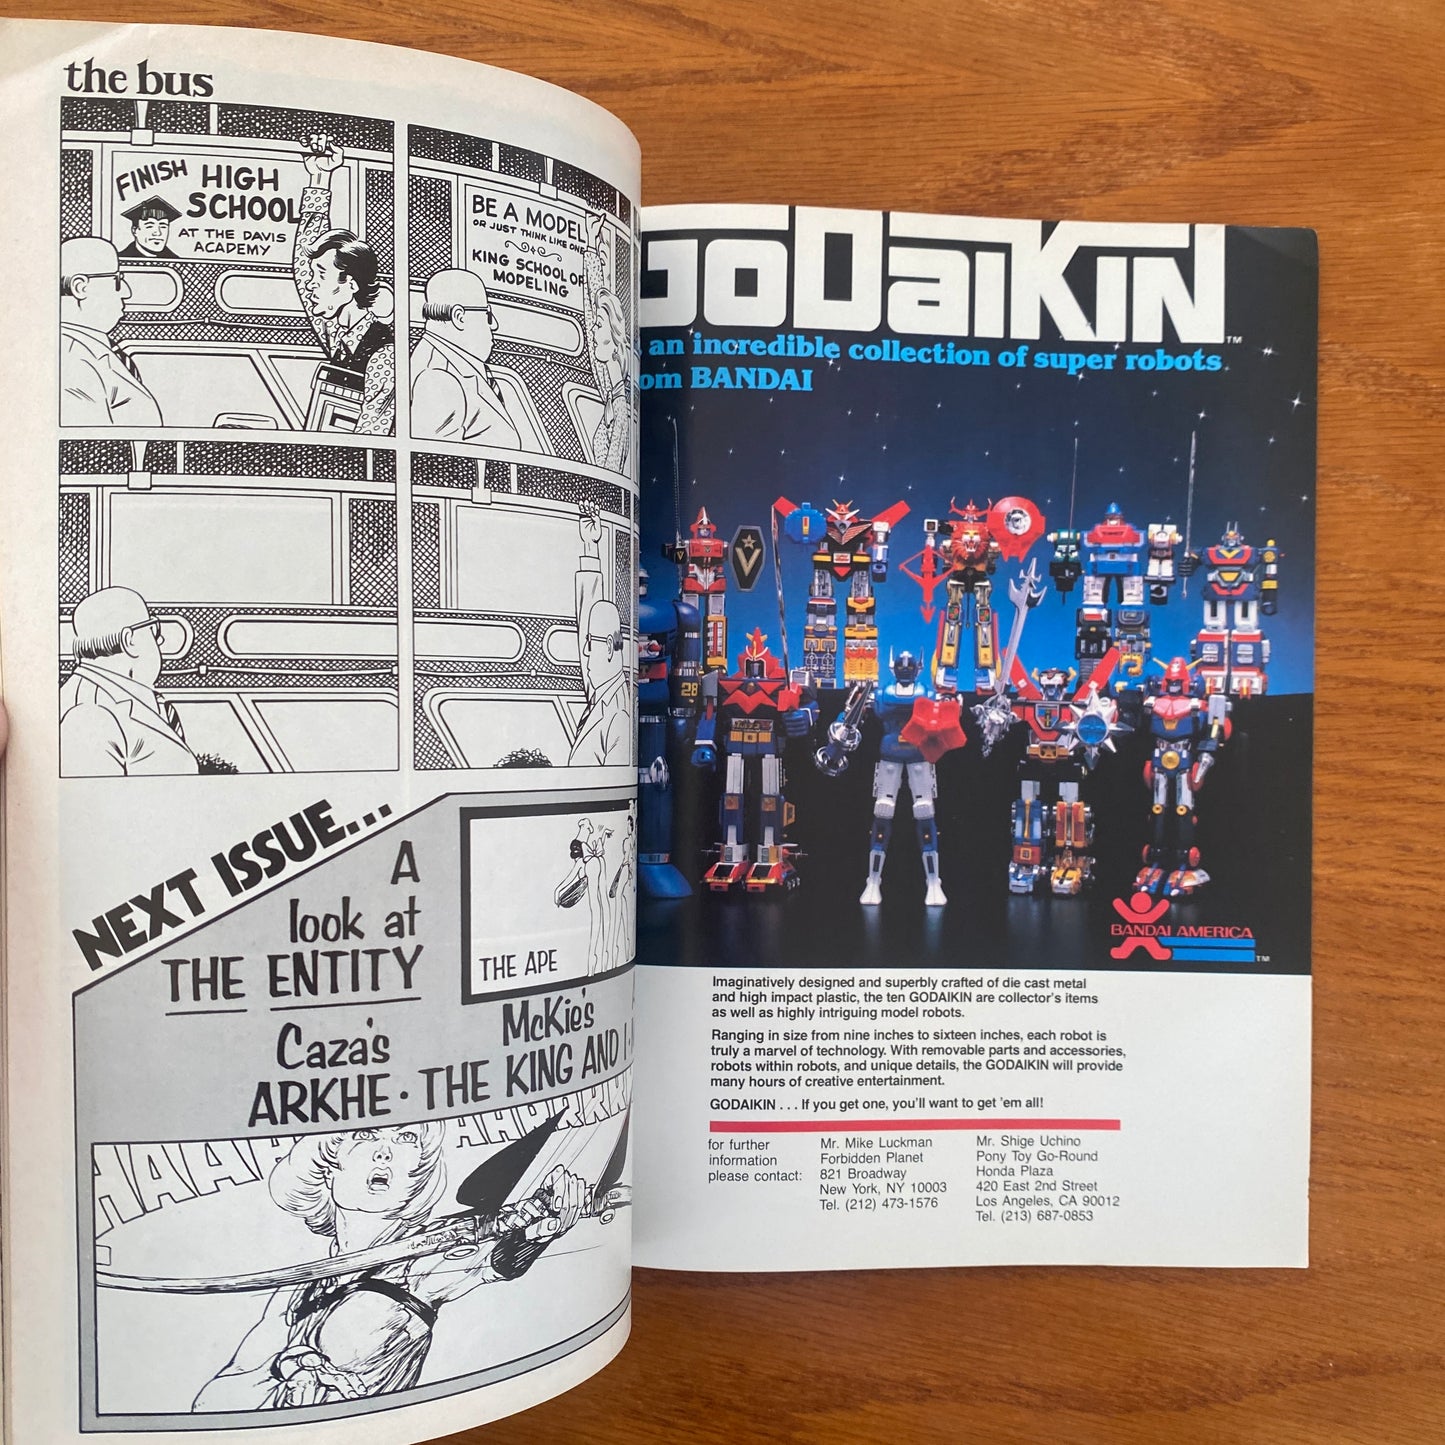 the bus
FINISH HIGH
SCHOOL
AT THE DAVIS
ACADEMY
BE A MODEL
OR JUST THINK LIKE ONE
KING SCHOOL OF
MODELING
NEXT ISSUE...
A
look at
THE ENTITY
THE APE
Caza's
ARKHE · McKie's
THE KING AND I ·
GODAIKIN TM
an incredible collection of super robots
om BANDAI
V
V
28
BANDAI AMERICA
TM
Imaginatively designed and superbly crafted of die cast metal
and high impact plastic, the ten GODAIKIN are collector's items
as well as highly intriguing model robots.
Ranging in size from nine inches to sixteen inches, each robot is
truly a marvel of technology. With removable parts and accessories,
robots within robots, and unique details, the GODAIKIN will provide
many hours of creative entertainment.
GODAIKIN . . . If you get one, you'll want to get 'em all!
for further
information
please contact:
Mr. Mike Luckman
Forbidden Planet
821 Broadway
New York, NY 10003
Tel. (212) 473-1576
Mr. Shige Uchino
Pony Toy Go-Round
Honda Plaza
420 East 2nd Street
Los Angeles, CA 90012
Tel. (213) 687-0853